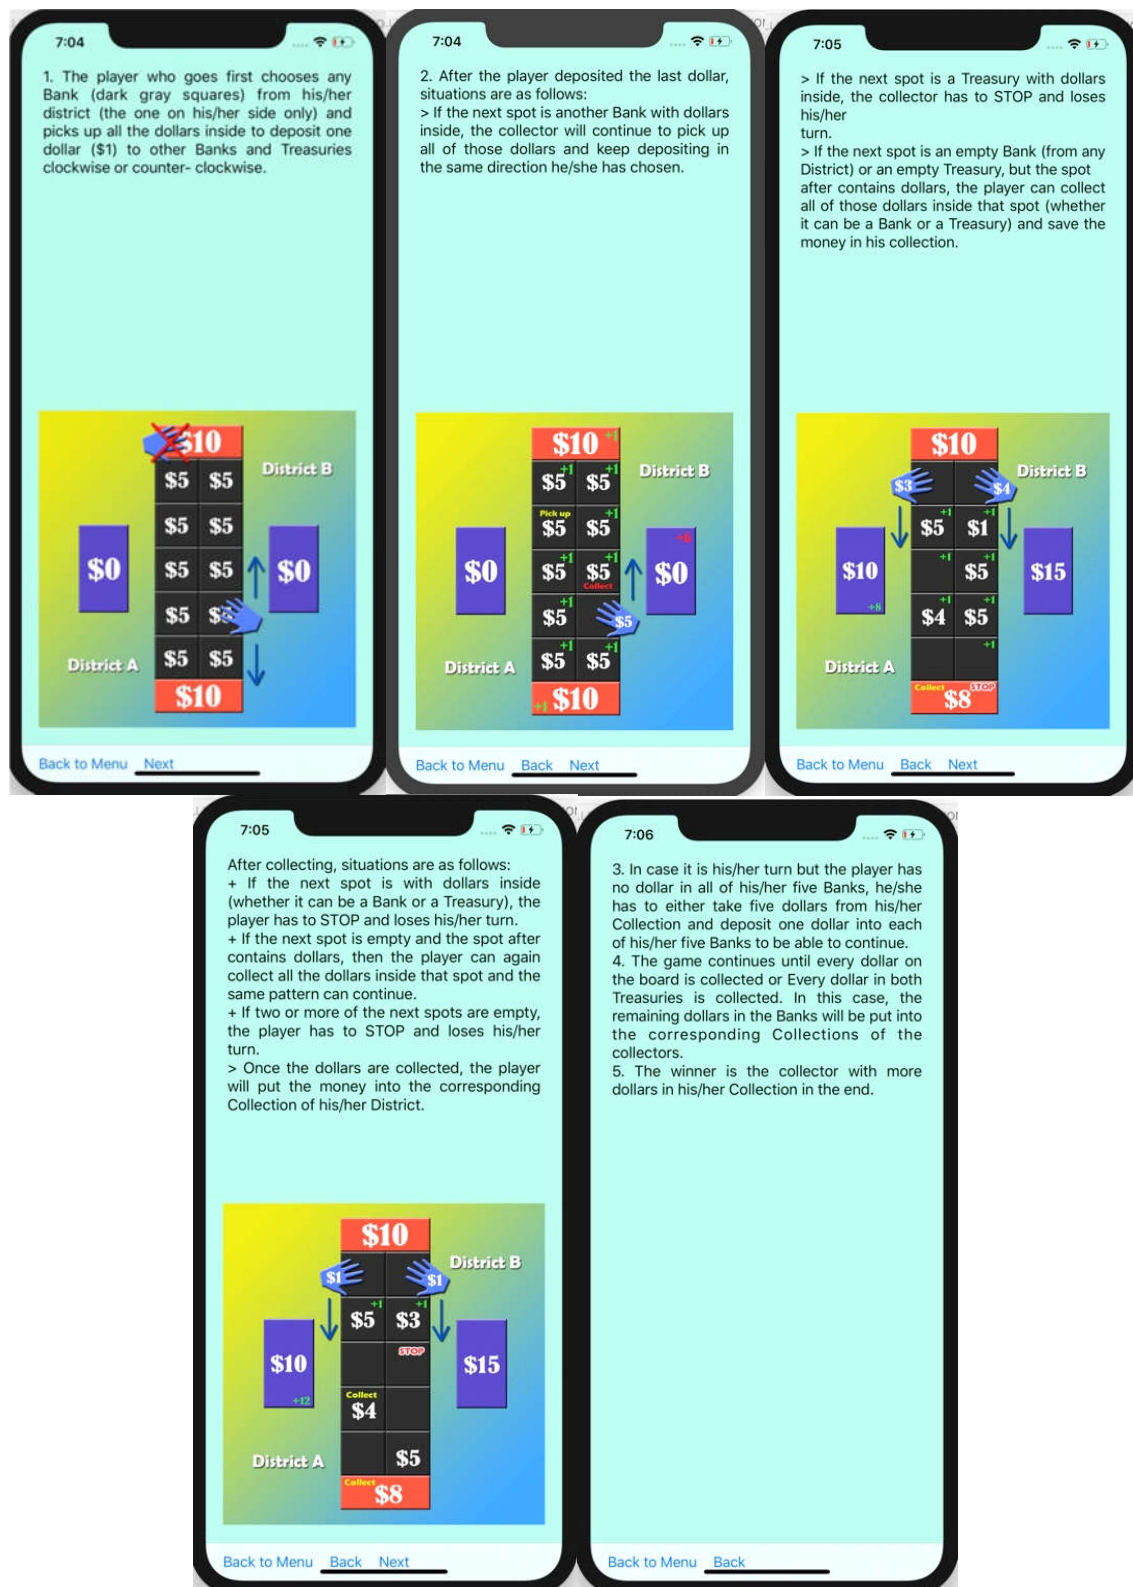 7:04
1. The player who goes first chooses any
Bank (dark gray squares) from his/her
district (the one on his/her side only) and
picks up all the dollars inside to deposit one
dollar ($1) to other Banks and Treasuries
clockwise or counter- clockwise.
$10
District B
$5 $5
$5 $5
$0
$5 $5
$0
$5
District A
$5 $5
$10
Back to Menu Next
7:04
2. After the player deposited the last dollar,
situations are as follows:
> If the next spot is another Bank with dollars
inside, the collector will continue to pick up
all of those dollars and keep depositing in
the same direction he/she has chosen.
$10 +1
District B
+1 +1
$5 $5
Pick up +1
$5 $5
+6
+1 +1
$0 $5 $5 $0
Collect
+1
$5 $5
District A
+1 +1
$5 $5
+1 $10
Back to Menu Back Next
7:05
> If the next spot is a Treasury with dollars
inside, the collector has to STOP and loses
his/her
turn.
> If the next spot is an empty Bank (from any
District) or an empty Treasury, but the spot
after contains dollars, the player can collect
all of those dollars inside that spot (whether
it can be a Bank or a Treasury) and save the
money in his collection.
$10
District B
$3 $4
+1 +1
$5 $1
+1 +1
$10 $5 $15
+8
+1 +1
$4 $5
+1
District A
Collect STOP
$8
Back to Menu Back Next
7:05
After collecting, situations are as follows:
+ If the next spot is with dollars inside
(whether it can be a Bank or a Treasury), the
player has to STOP and loses his/her turn.
+ If the next spot is empty and the spot after
contains dollars, then the player can again
collect all the dollars inside that spot and the
same pattern can continue.
+ If two or more of the next spots are empty,
the player has to STOP and loses his/her
turn.
> Once the dollars are collected, the player
will put the money into the corresponding
Collection of his/her District.
$10
District B
$1 $1
+1 +1
$5 $3
STOP
$10 $15
+12
Collect
$4
District A
$5
Collect
$8
Back to Menu Back Next
7:06
3. In case it is his/her turn but the player has
no dollar in all of his/her five Banks, he/she
has to either take five dollars from his/her
Collection and deposit one dollar into each
of his/her five Banks to be able to continue.
4. The game continues until every dollar on
the board is collected or Every dollar in both
Treasuries is collected. In this case, the
remaining dollars in the Banks will be put into
the corresponding Collections of the
collectors.
5. The winner is the collector with more
dollars in his/her Collection in the end.
Back to Menu Back